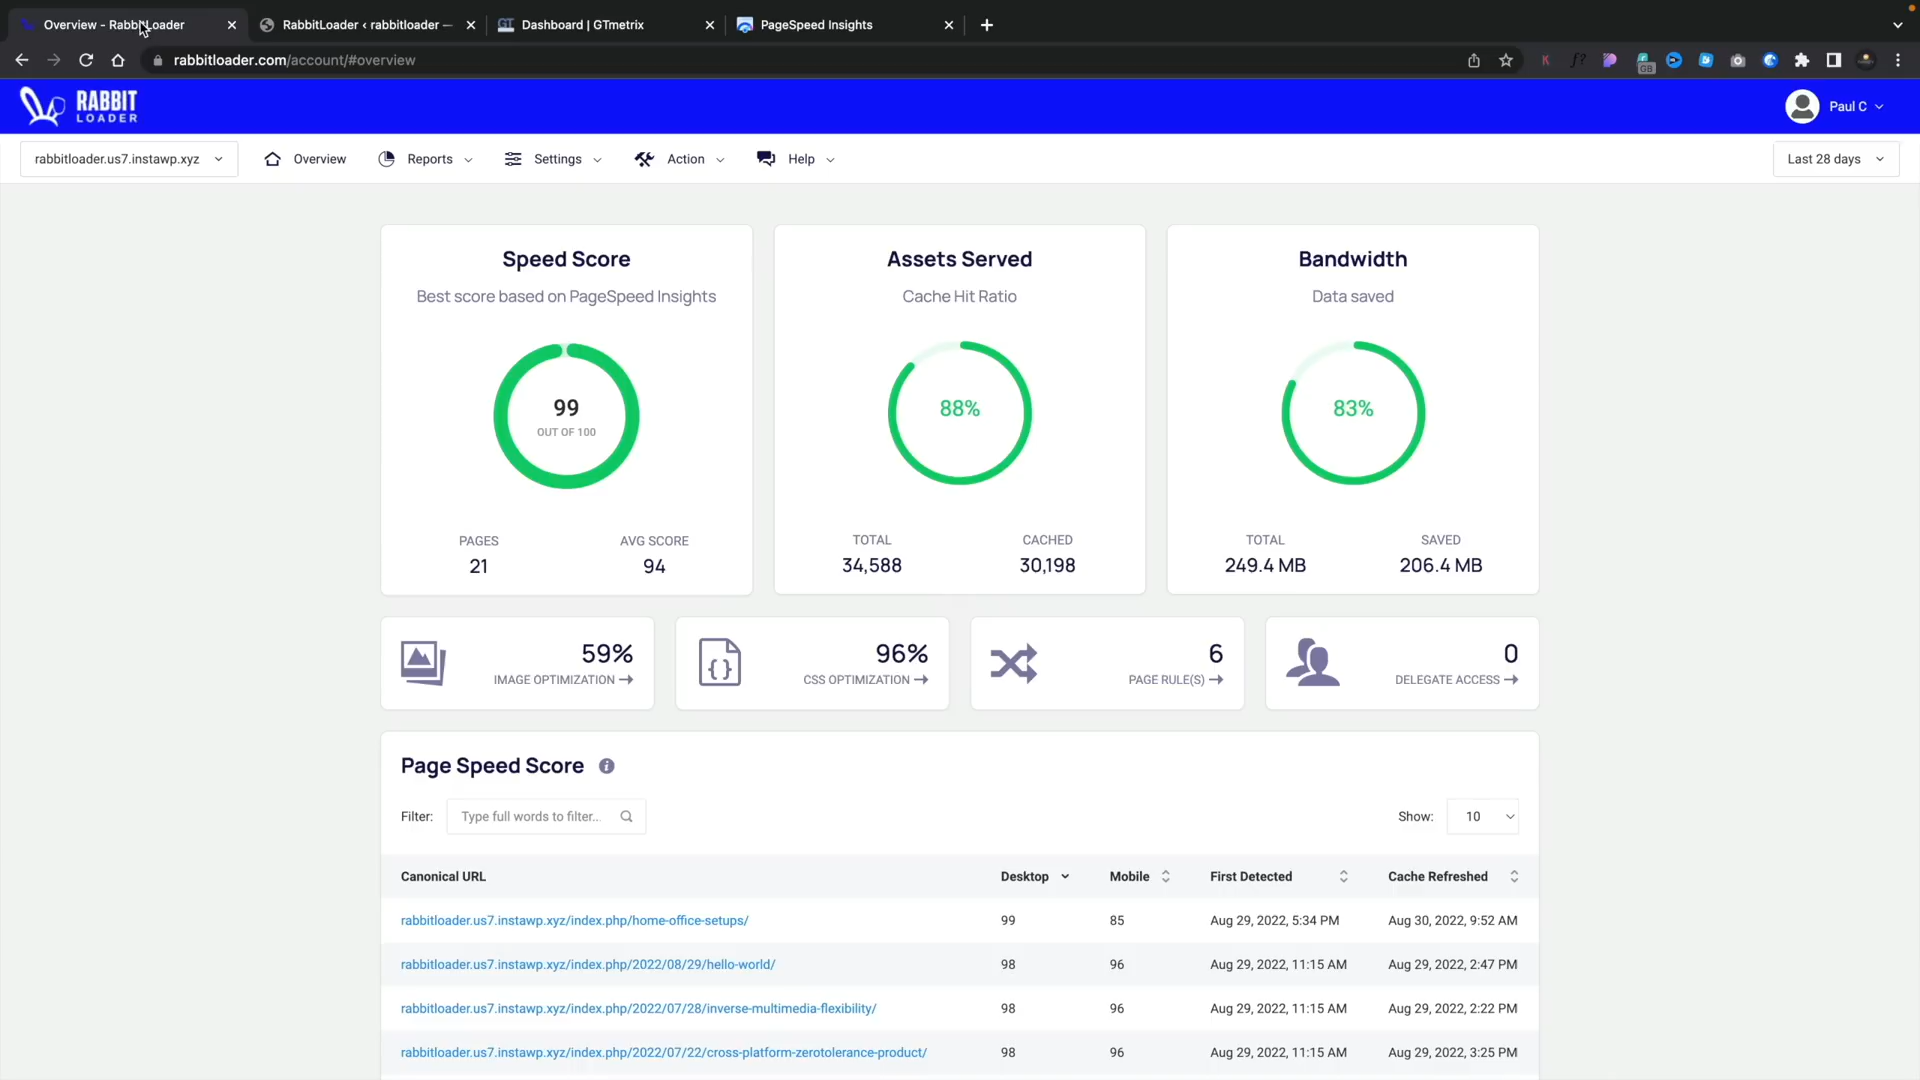 Overview - RabbitLoader
RabbitLoader ‹ rabbitloader —
GT Dashboard | GTmetrix
PageSpeed Insights
rabbitloader.com/account/#overview
RABBIT
LOADER
Paul C
rabbitloader.us7.instawp.xyz
Overview
Reports
Settings
Action
Help
Last 28 days
Speed Score
Best score based on PageSpeed Insights
99
OUT OF 100
PAGES
21
AVG SCORE
94
Assets Served
Cache Hit Ratio
88%
TOTAL
34,588
CACHED
30,198
Bandwidth
Data saved
83%
TOTAL
249.4 MB
SAVED
206.4 MB
59%
IMAGE OPTIMIZATION
96%
CSS OPTIMIZATION
6
PAGE RULE(S)
0
DELEGATE ACCESS
Page Speed Score
Filter: Type full words to filter...
Show: 10
Canonical URL Desktop Mobile First Detected Cache Refreshed
rabbitloader.us7.instawp.xyz/index.php/home-office-setups/ 99 85 Aug 29, 2022, 5:34 PM Aug 30, 2022, 9:52 AM
rabbitloader.us7.instawp.xyz/index.php/2022/08/29/hello-world/ 98 96 Aug 29, 2022, 11:15 AM Aug 29, 2022, 2:47 PM
rabbitloader.us7.instawp.xyz/index.php/2022/07/28/inverse-multimedia-flexibility/ 98 96 Aug 29, 2022, 11:15 AM Aug 29, 2022, 2:22 PM
rabbitloader.us7.instawp.xyz/index.php/2022/07/22/cross-platform-zerotolerance-product/ 98 96 Aug 29, 2022, 11:15 AM Aug 29, 2022, 3:25 PM